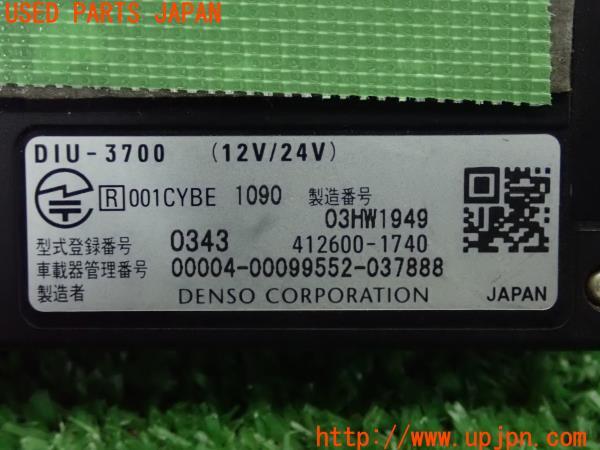 USED PARTS JAPAN
DIU-3700 (12V/24V)
R 001CYBE 1090 製造番号
03HW1949
型式登録番号 0343 412600-1740
車載器管理番号 00004-00099552-037888
製造者 DENSO CORPORATION JAPAN
http://www.upjpn.com/